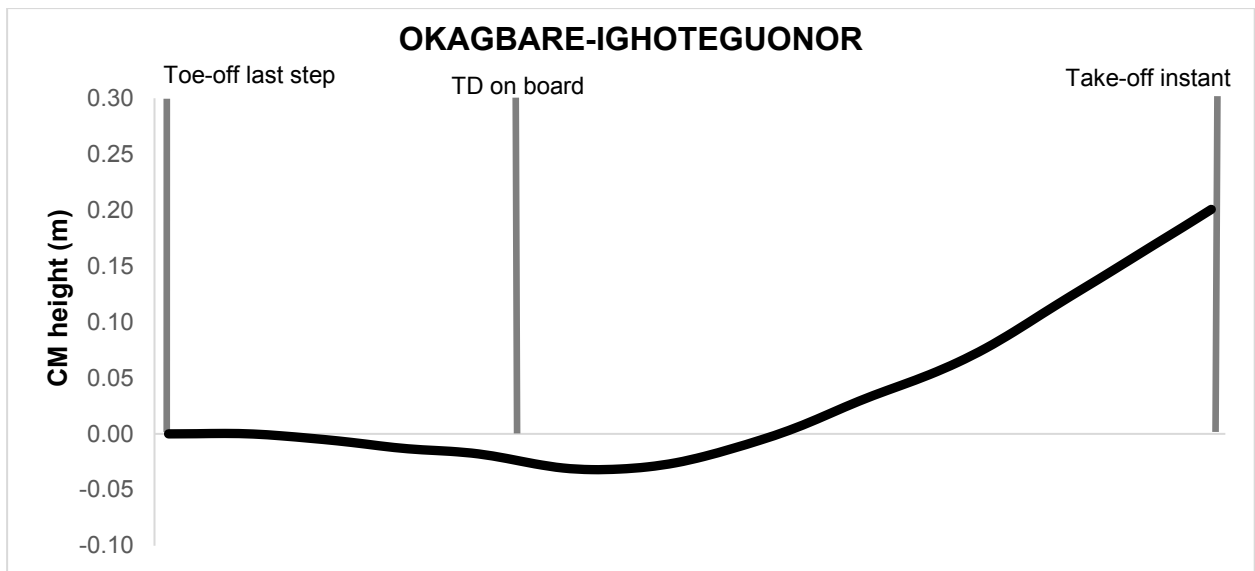 OKAGBARE-IGHOTEGUONOR
Toe-off last step
TD on board
Take-off instant
CM height (m)
0.30
0.25
0.20
0.15
0.10
0.05
0.00
-0.05
-0.10